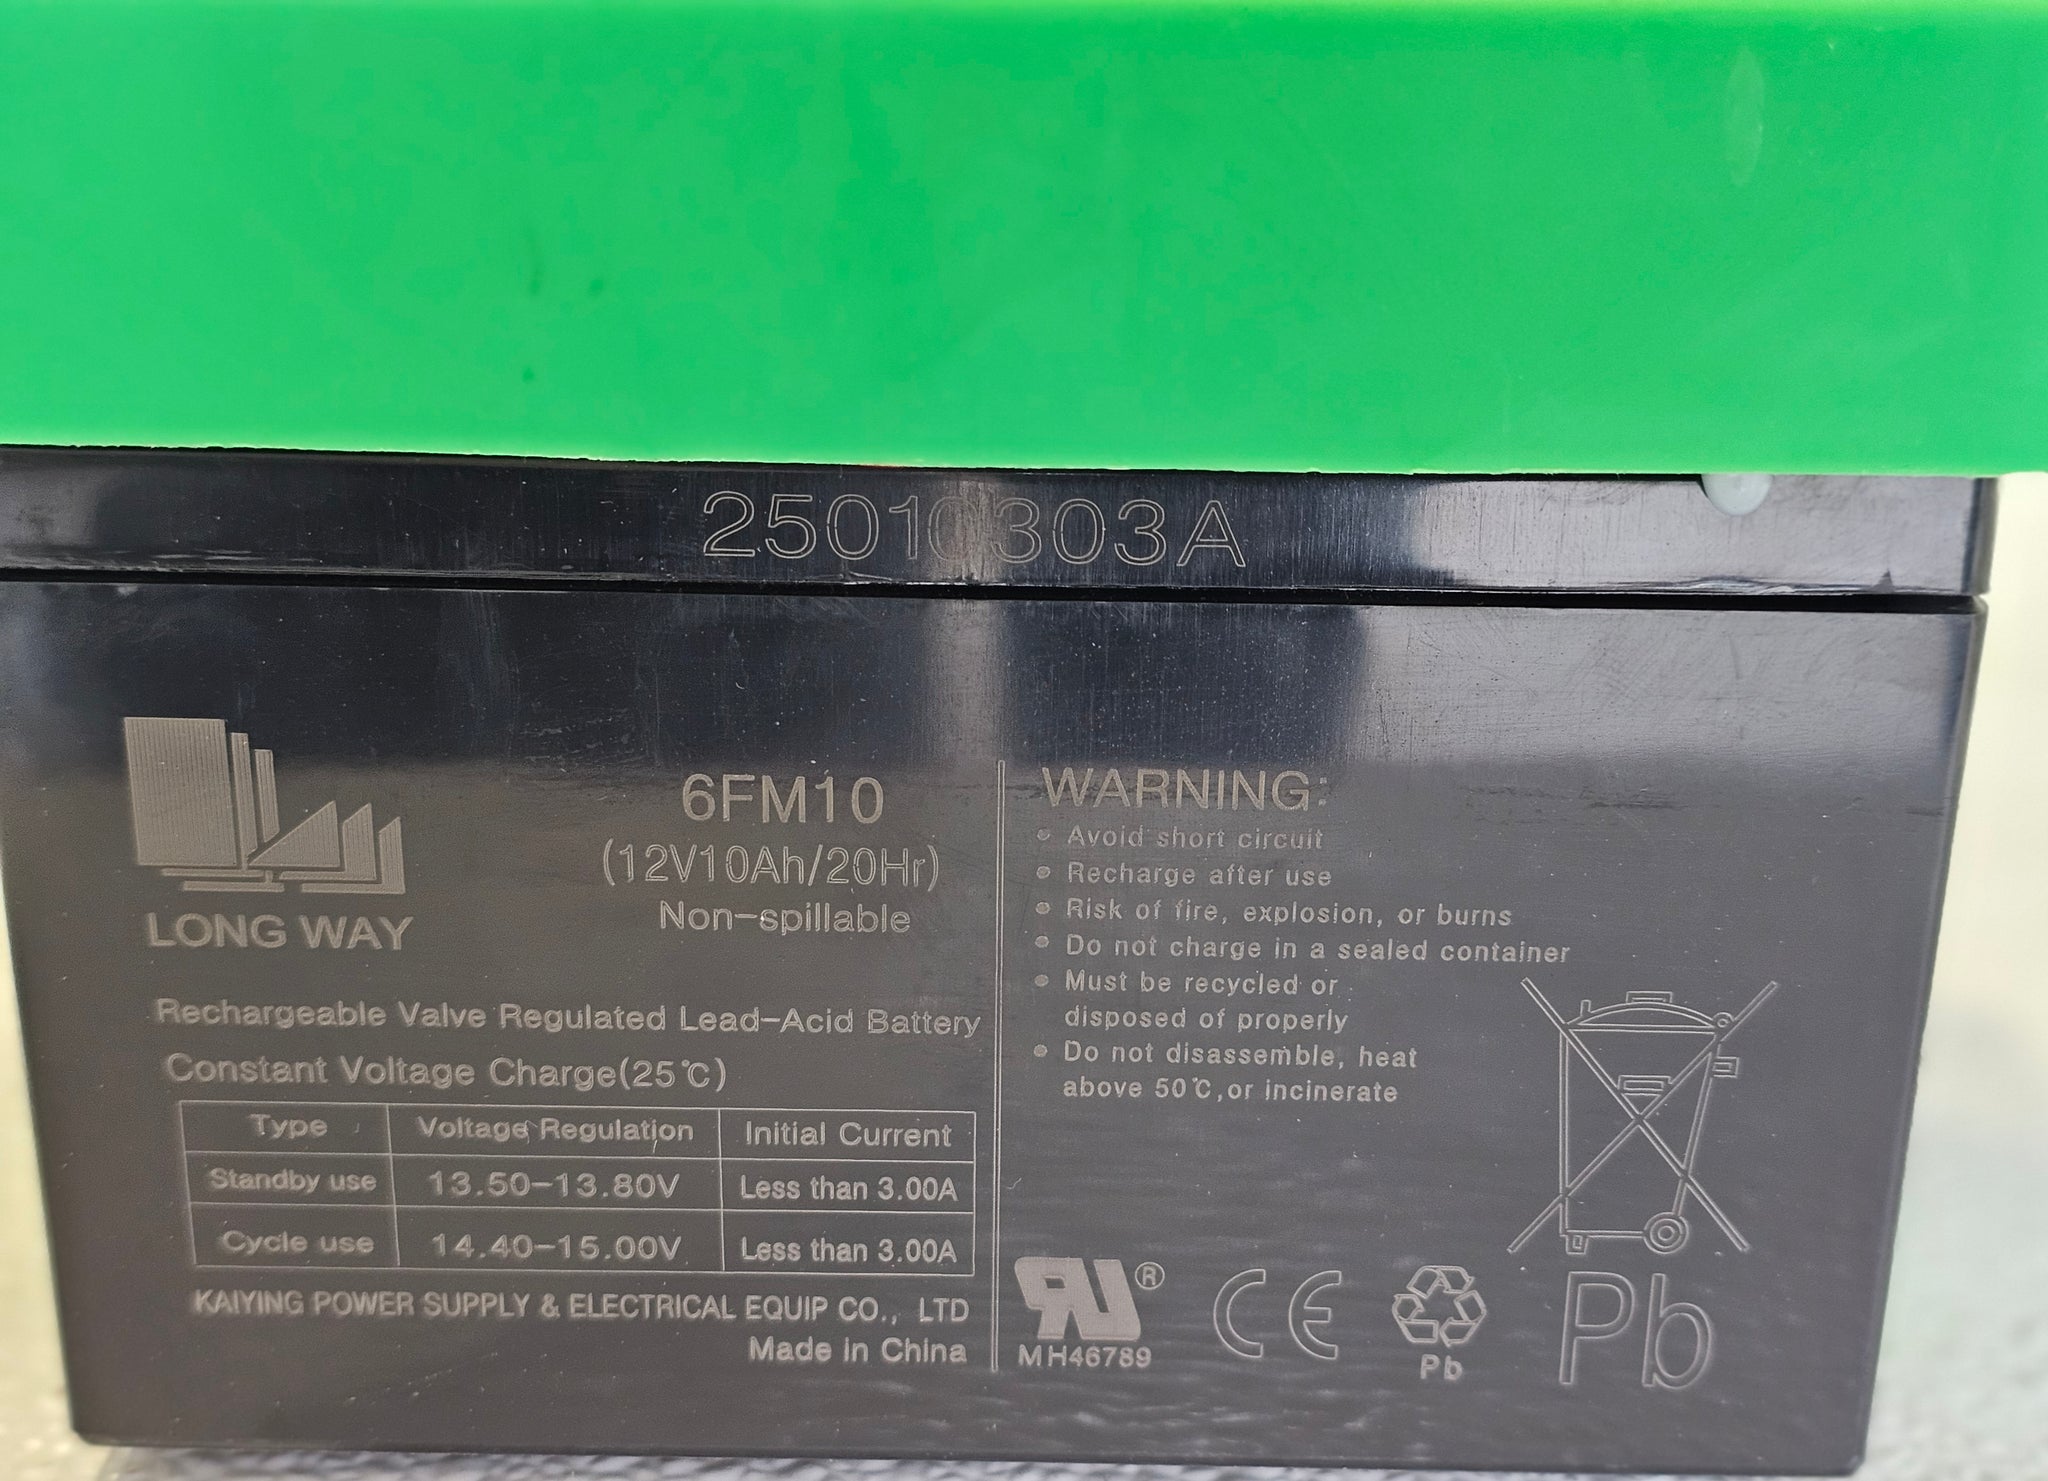 25010303A
LONG WAY
6FM10
(12V10Ah/20Hr)
Non-spillable
Rechargeable Valve Regulated Lead-Acid Battery
Constant Voltage Charge(25℃)
Type Voltage Regulation Initial Current
Standby use 13.50-13.80V Less than 3.00A
Cycle use 14.40-15.00V Less than 3.00A
KAIYING POWER SUPPLY & ELECTRICAL EQUIP CO., LTD
Made in China
WARNING:
• Avoid short circuit
• Recharge after use
• Risk of fire, explosion, or burns
• Do not charge in a sealed container
• Must be recycled or
disposed of properly
• Do not disassemble, heat
above 50℃,or incinerate
RU®
MH46789
CE
Pb
Pb